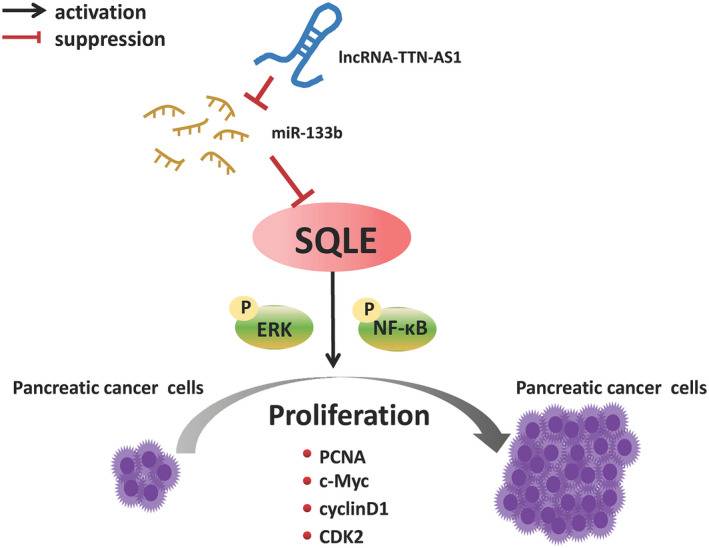 activation
suppression
lncRNA-TTN-AS1
miR-133b
SQLE
P
ERK
P
NF-κB
Pancreatic cancer cells
Pancreatic cancer cells
Proliferation
PCNA
c-Myc
cyclinD1
CDK2